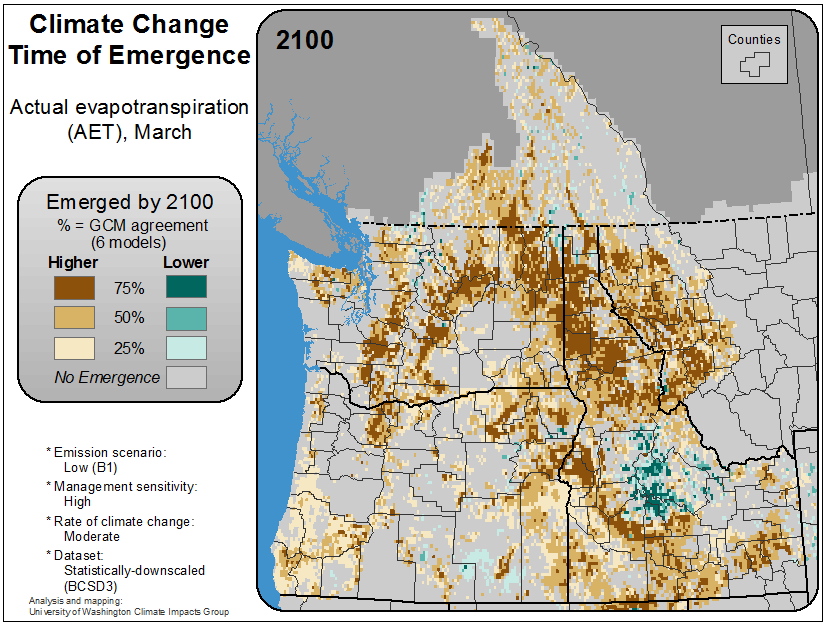 Climate Change
Time of Emergence
Actual evapotranspiration
(AET), March
Emerged by 2100
% = GCM agreement
(6 models)
Higher Lower
75%
50%
25%
No Emergence
* Emission scenario:
Low (B1)
* Management sensitivity:
High
* Rate of climate change:
Moderate
* Dataset:
Statistically-downscaled
(BCSD3)
Analysis and mapping:
University of Washington Climate Impacts Group
2100
Counties